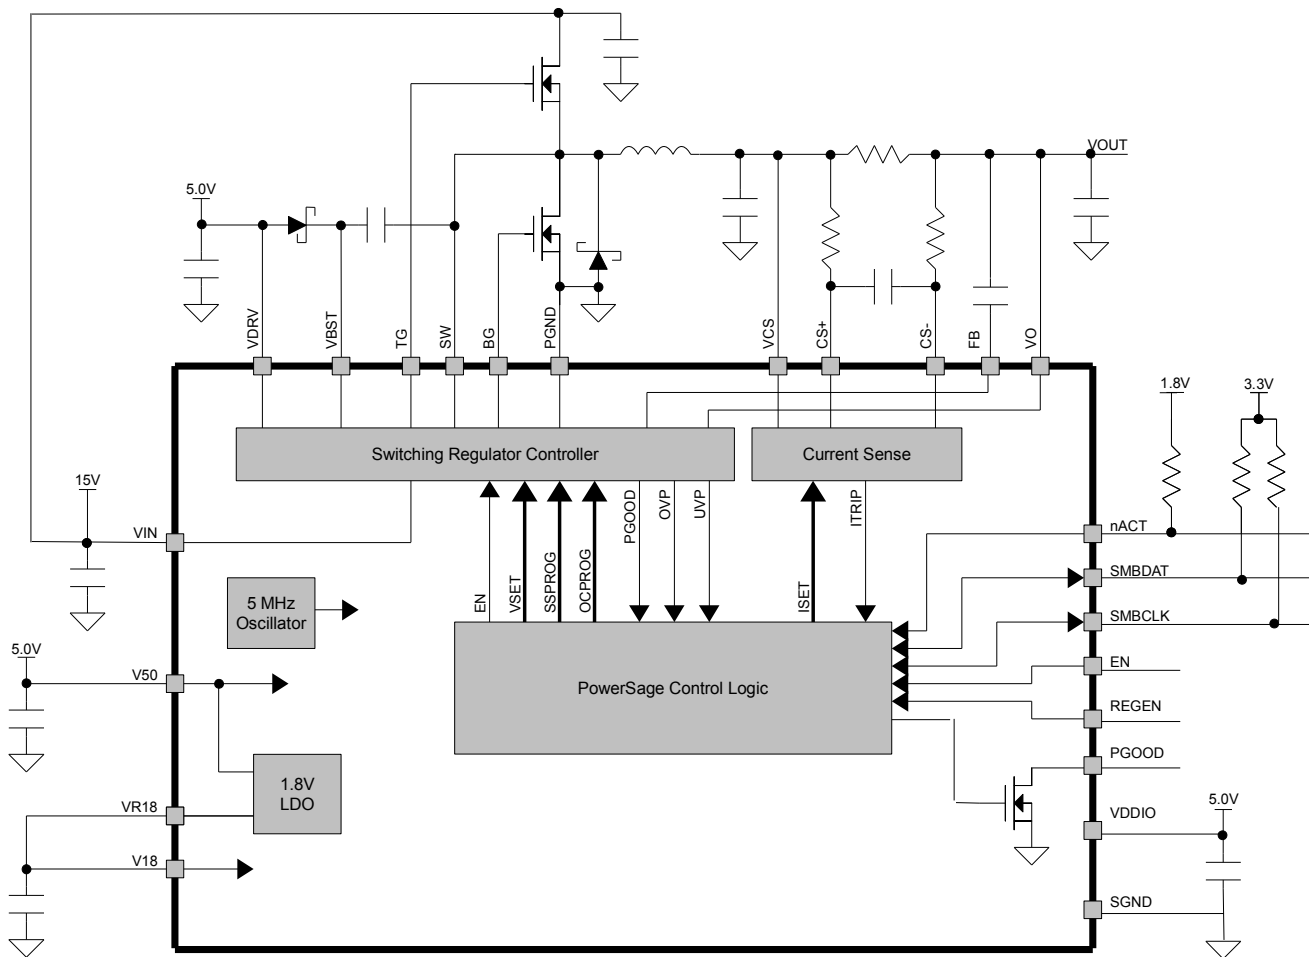 VOUT
5.0V
VDRV
VBST
TG
SW
BG
PGND
VCS
CS+
CS-
FB
VO
1.8V
3.3V
Switching Regulator Controller
Current Sense
15V
VIN
PGOOD
OVP
UVP
ITRIP
nACT
EN
VSET
SSPROG
OCPROG
ISET
SMBDAT
5 MHz
Oscillator
SMBCLK
5.0V
V50
EN
PowerSage Control Logic
REGEN
PGOOD
1.8V
LDO
VR18
5.0V
VDDIO
V18
SGND